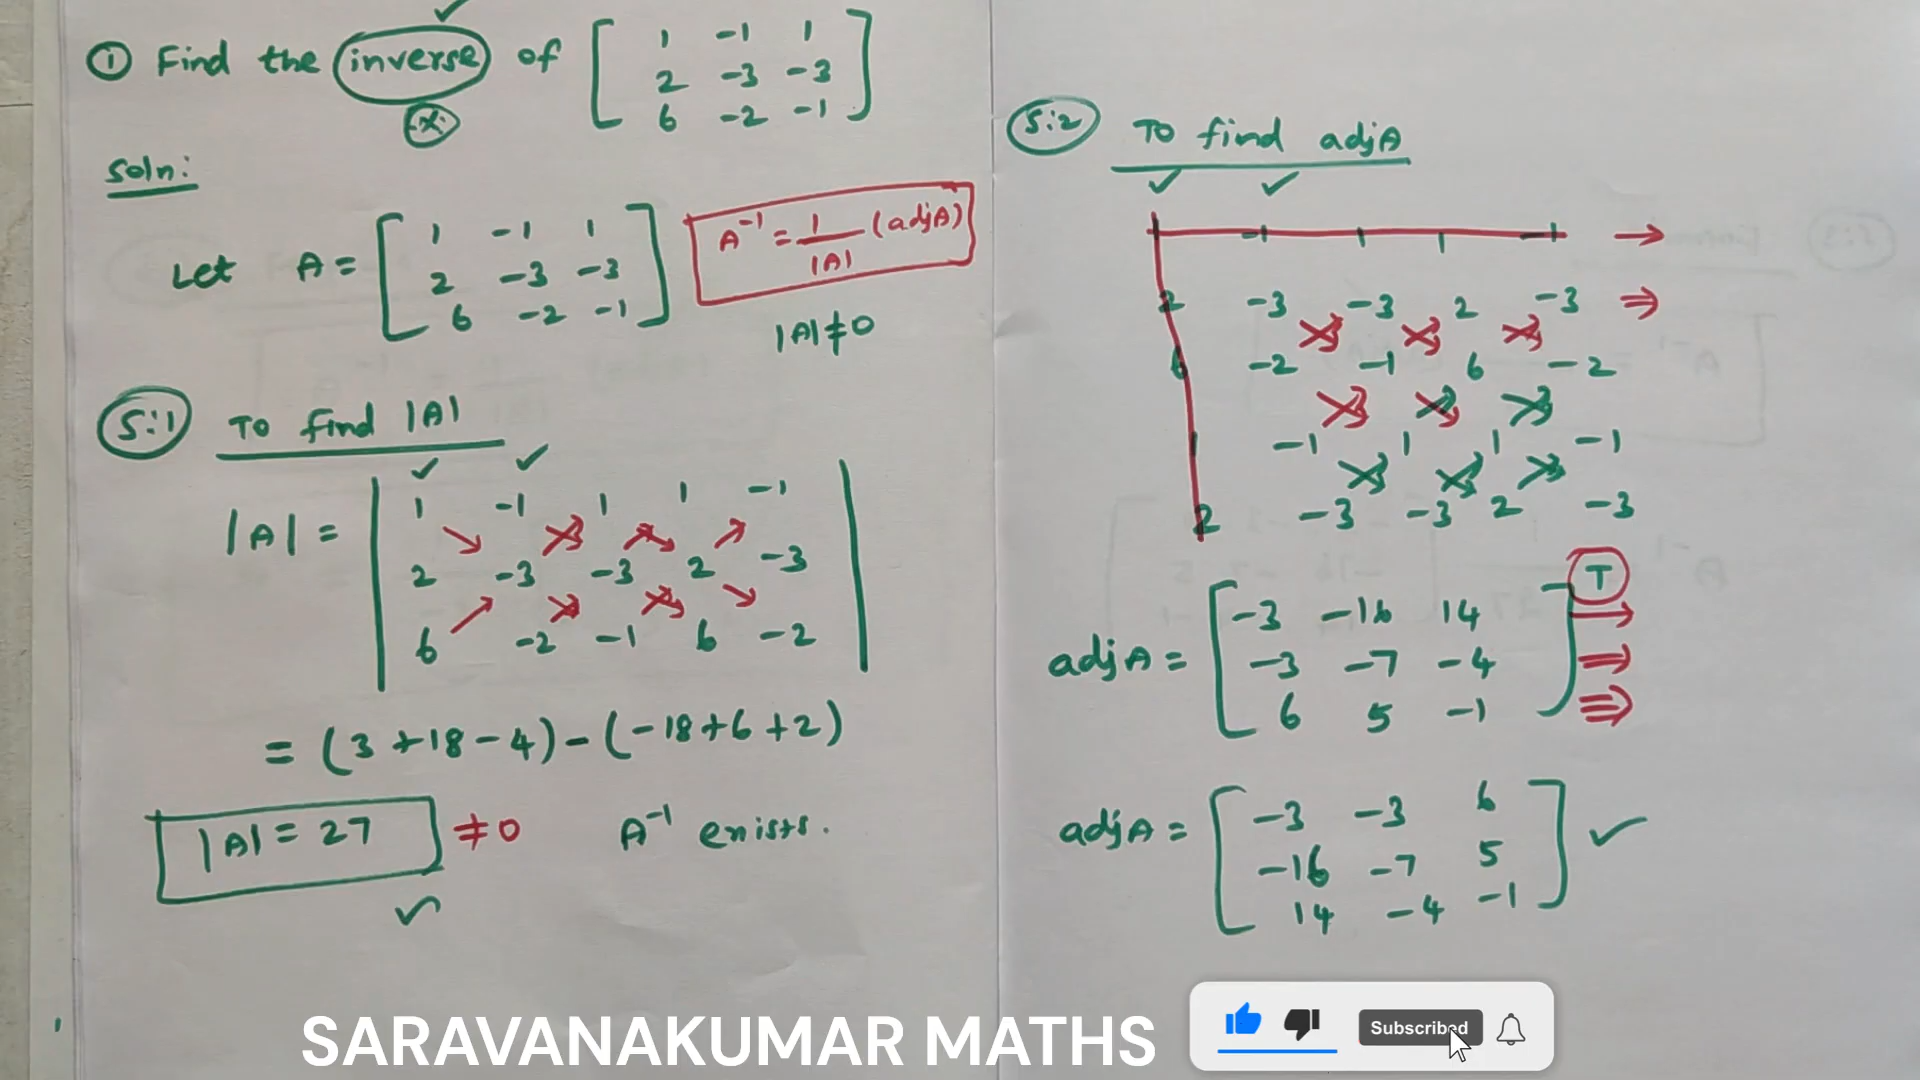 ① Find the inverse of [ 1 -1 1
2 -3 -3
6 -2 -1 ]
Soln:
Let A = [ 1 -1 1
2 -3 -3
6 -2 -1 ]
A⁻¹ = 1/|A| (adjA)
|A| ≠ 0
S:1 To find |A|
|A| = | 1 -1 1 1 -1
2 -3 -3 2 -3
6 -2 -1 6 -2 |
= (3 + 18 - 4) - (-18 + 6 + 2)
|A| = 27 ≠ 0 A⁻¹ exists.
S:2 To find adjA
1 -1 1 1 -1
2 -3 -3 2 -3
6 -2 -1 6 -2
1 -1 1 1 -1
2 -3 -3 2 -3
adjA = [ -3 -16 14
-3 -7 -4
6 5 -1 ] T
adjA = [ -3 -3 6
-16 -7 5
14 -4 -1 ]
SARAVANAKUMAR MATHS
Subscribed